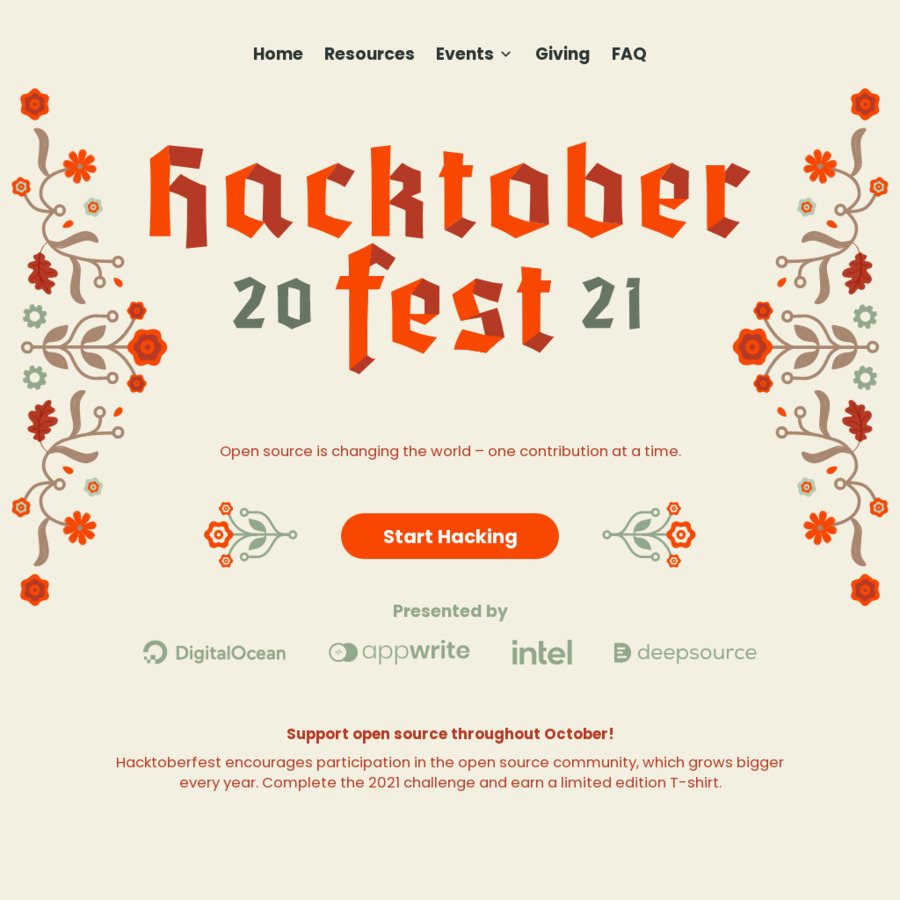 Home Resources Events Giving FAQ
hacktober
20 fest 21
Open source is changing the world – one contribution at a time.
Start Hacking
Presented by
DigitalOcean appwrite intel deepsource
Support open source throughout October!
Hacktoberfest encourages participation in the open source community, which grows bigger
every year. Complete the 2021 challenge and earn a limited edition T-shirt.